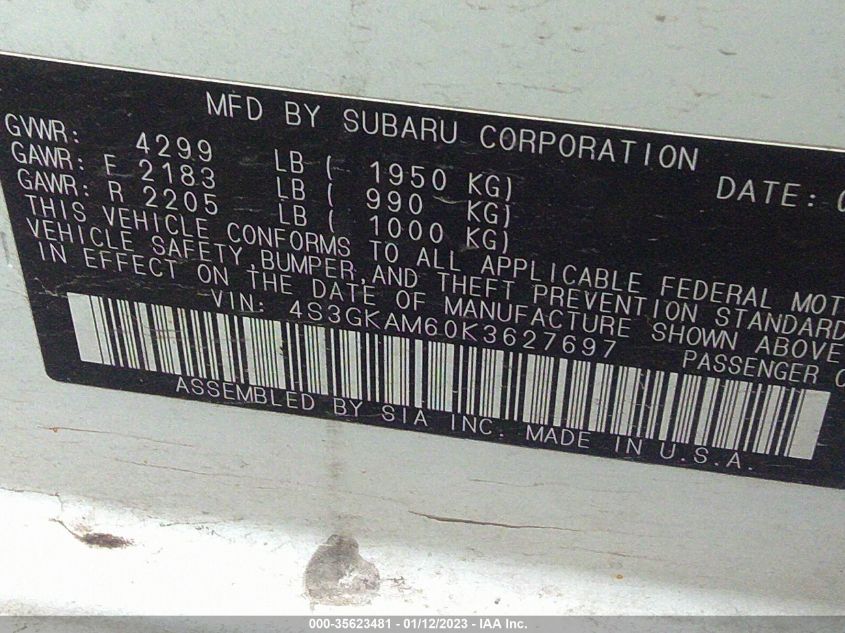 MFD BY SUBARU CORPORATION
GVWR: 4299 LB ( 1950 KG) DATE:
GAWR: F 2183 LB ( 990 KG)
GAWR: R 2205 LB ( 1000 KG)
THIS VEHICLE CONFORMS TO ALL APPLICABLE FEDERAL MOT
VEHICLE SAFETY,BUMPER,AND THEFT PREVENTION STANDARD
IN EFFECT ON THE DATE OF MANUFACTURE SHOWN ABOVE
VIN: 4S3GKAM60K3627697 PASSENGER C
ASSEMBLED BY SIA INC. MADE IN U.S.A.
000-35623481 - 01/12/2023 - IAA Inc.